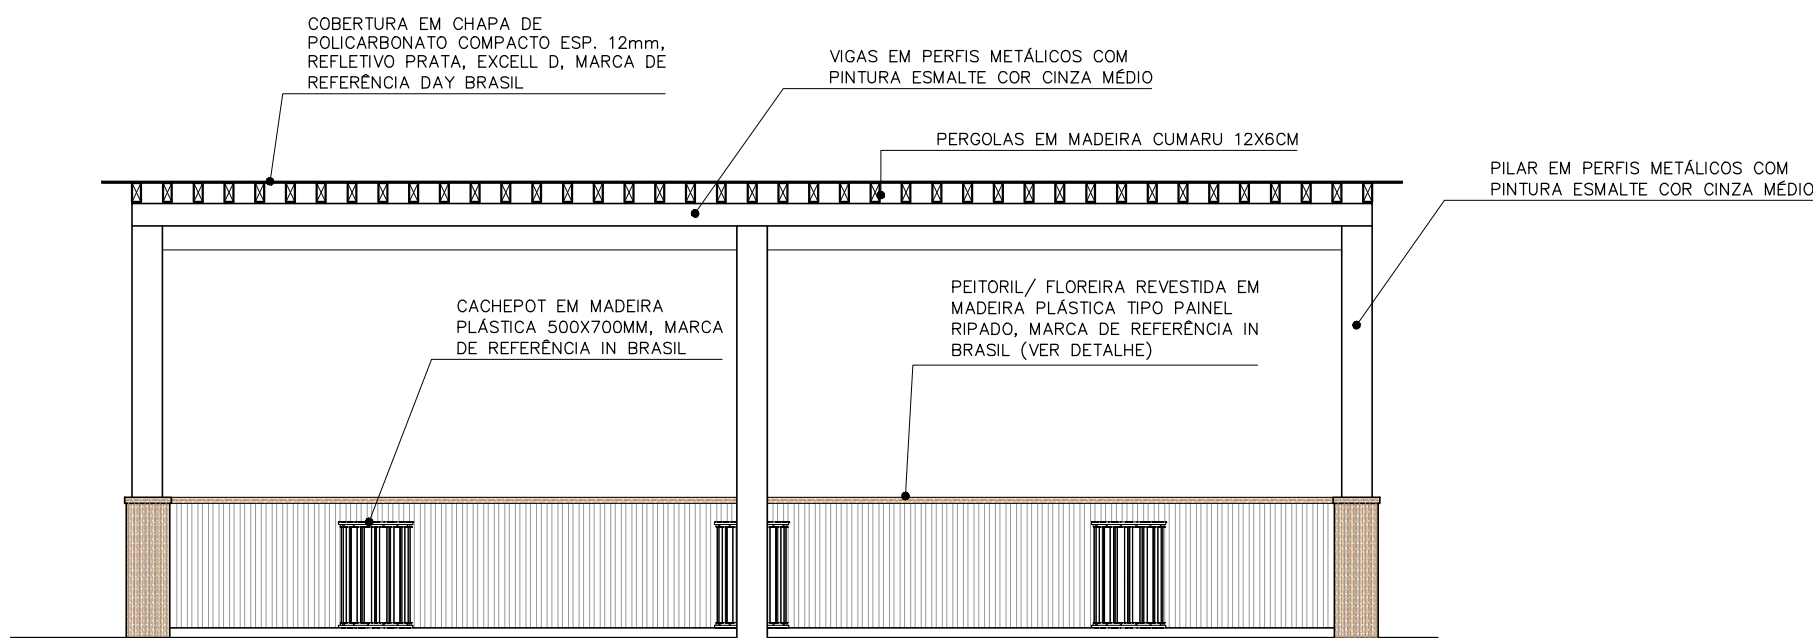 COBERTURA EM CHAPA DE
POLICARBONATO COMPACTO ESP. 12mm,
REFLETIVO PRATA, EXCELL D, MARCA DE
REFERÊNCIA DAY BRASIL
VIGAS EM PERFIS METÁLICOS COM
PINTURA ESMALTE COR CINZA MÉDIO
PERGOLAS EM MADEIRA CUMARU 12X6CM
PILAR EM PERFIS METÁLICOS COM
PINTURA ESMALTE COR CINZA MÉDIO
CACHEPOT EM MADEIRA
PLÁSTICA 500X700MM, MARCA
DE REFERÊNCIA IN BRASIL
PEITORIL/ FLOREIRA REVESTIDA EM
MADEIRA PLÁSTICA TIPO PAINEL
RIPADO, MARCA DE REFERÊNCIA IN
BRASIL (VER DETALHE)